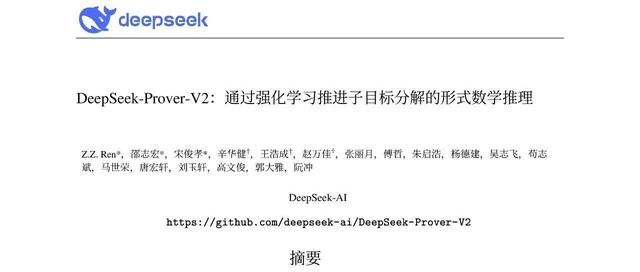 deepseek
DeepSeek-Prover-V2：通过强化学习推进子目标分解的形式数学推理
Z.Z. Ren*，邵志宏*，宋俊孝*，辛华健†，王浩成†，赵万佳†，张丽月，傅哲，朱启浩，杨德建，吴志飞，苟志
斌，马世荣，唐宏轩，刘玉轩，高文俊，郭大雅，阮冲
DeepSeek-AI
https://github.com/deepseek-ai/DeepSeek-Prover-V2
摘要